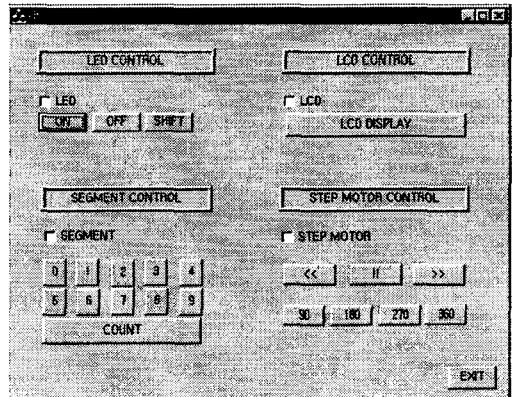 LED CONTROL
LED
ON OFF SHIFT
LCD CONTROL
LCD
LCD DISPLAY
SEGMENT CONTROL
SEGMENT
0 1 2 3 4
5 6 7 8 9
COUNT
STEP MOTOR CONTROL
STEP MOTOR
<< !! >>
90 180 270 360
EXIT